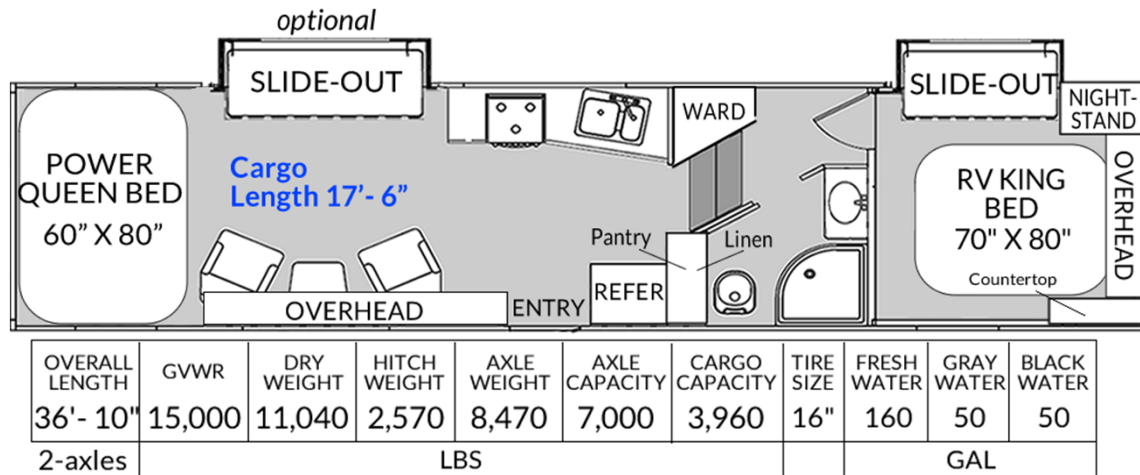 optional
SLIDE-OUT
SLIDE-OUT
WARD
NIGHT-
STAND
POWER
QUEEN BED
60” X 80”
Cargo
Length 17’- 6”
OVERHEAD
RV KING
BED
70" X 80"
Pantry
Linen
Countertop
REFER
OVERHEAD
ENTRY
OVERALL LENGTH GVWR DRY WEIGHT HITCH WEIGHT AXLE WEIGHT AXLE CAPACITY CARGO CAPACITY TIRE SIZE FRESH WATER GRAY WATER BLACK WATER
36'- 10" 15,000 11,040 2,570 8,470 7,000 3,960 16" 160 50 50
2-axles LBS GAL